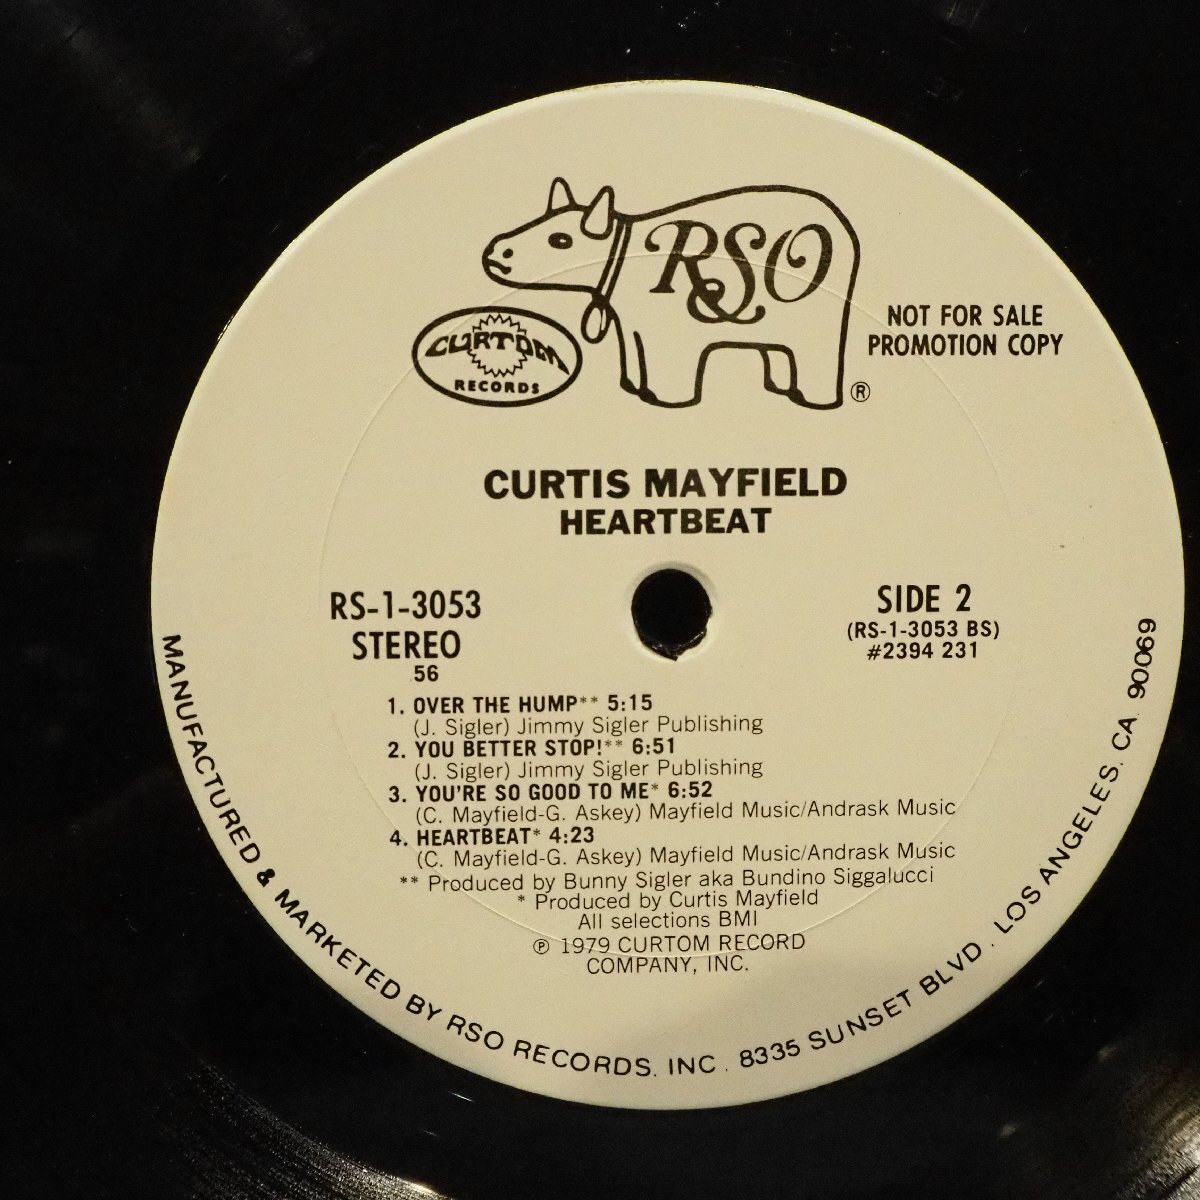 RSO
®
CURTOM
RECORDS
NOT FOR SALE
PROMOTION COPY
CURTIS MAYFIELD
HEARTBEAT
RS-1-3053
STEREO
56
SIDE 2
(RS-1-3053 BS)
#2394 231
1. OVER THE HUMP** 5:15
(J. Sigler) Jimmy Sigler Publishing
2. YOU BETTER STOP!** 6:51
(J. Sigler) Jimmy Sigler Publishing
3. YOU'RE SO GOOD TO ME* 6:52
(C. Mayfield-G. Askey) Mayfield Music/Andrask Music
4. HEARTBEAT* 4:23
(C. Mayfield-G. Askey) Mayfield Music/Andrask Music
** Produced by Bunny Sigler aka Bundino Siggalucci
* Produced by Curtis Mayfield
All selections BMI
℗ 1979 CURTOM RECORD
COMPANY, INC.
MANUFACTURED & MARKETED BY RSO RECORDS, INC. 8335 SUNSET BLVD. LOS ANGELES, CA 90069